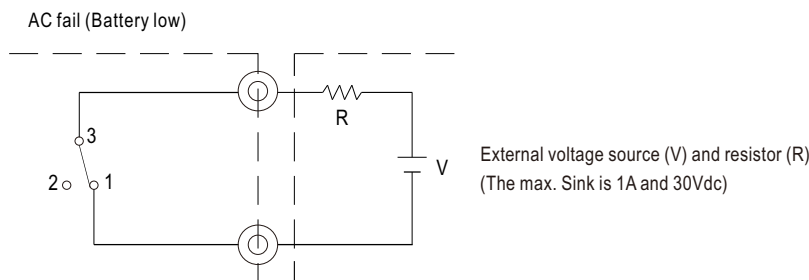 AC fail (Battery low)
R
3
V
External voltage source (V) and resistor (R)
(The max. Sink is 1A and 30Vdc)
2 1